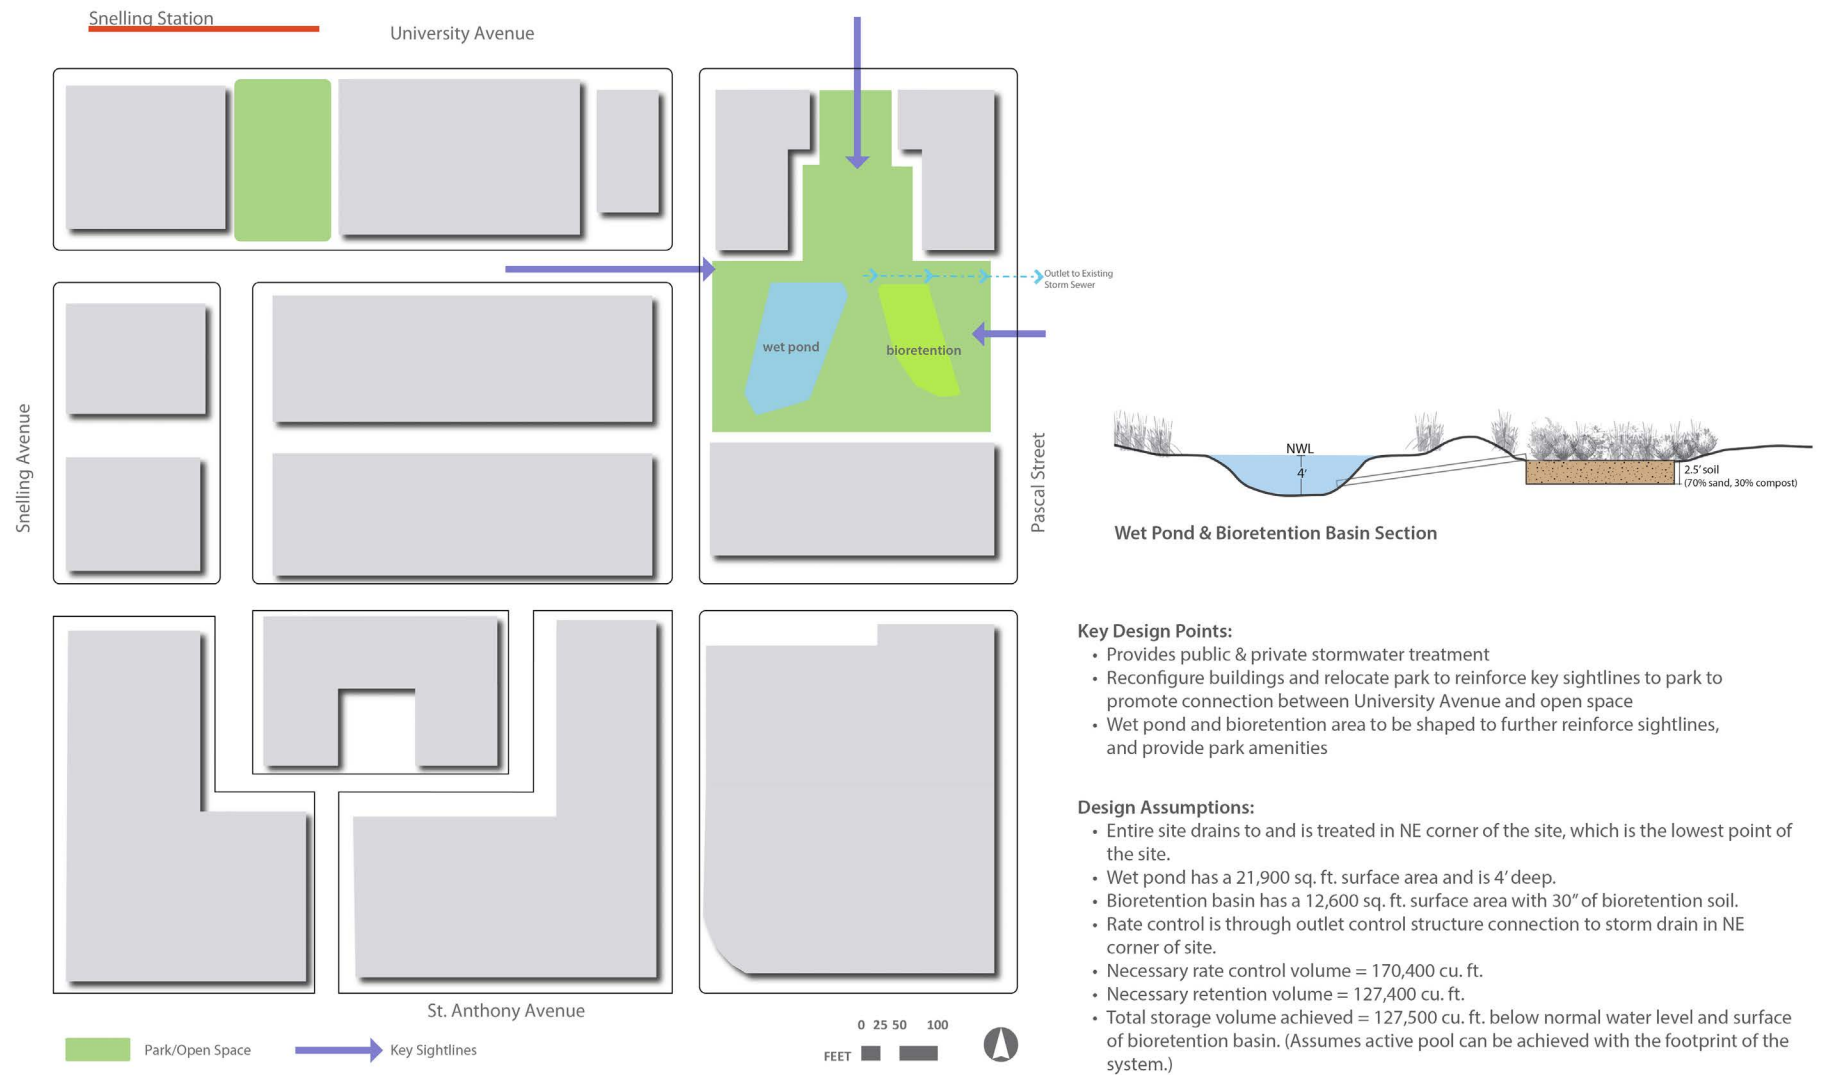 Snelling Station
University Avenue
Outlet to Existing
Storm Sewer
wet pond
bioretention
Snelling Avenue
Pascal Street
NWL
4'
2.5' soil
(70% sand, 30% compost)
Wet Pond & Bioretention Basin Section
Key Design Points:
• Provides public & private stormwater treatment
• Reconfigure buildings and relocate park to reinforce key sightlines to park to
promote connection between University Avenue and open space
• Wet pond and bioretention area to be shaped to further reinforce sightlines,
and provide park amenities
Design Assumptions:
• Entire site drains to and is treated in NE corner of the site, which is the lowest point of
the site.
• Wet pond has a 21,900 sq. ft. surface area and is 4' deep.
• Bioretention basin has a 12,600 sq. ft. surface area with 30" of bioretention soil.
• Rate control is through outlet control structure connection to storm drain in NE
corner of site.
• Necessary rate control volume = 170,400 cu. ft.
• Necessary retention volume = 127,400 cu. ft.
• Total storage volume achieved = 127,500 cu. ft. below normal water level and surface
of bioretention basin. (Assumes active pool can be achieved with the footprint of the
system.)
St. Anthony Avenue
Park/Open Space
Key Sightlines
0 25 50 100
FEET